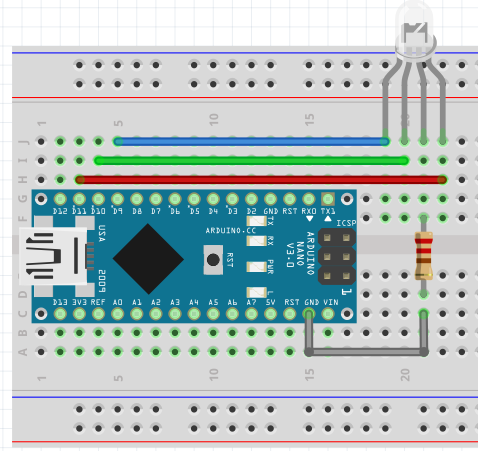 1 5 10 15 20
J
I
H
G
D12 D11 D10 D9 D8 D7 D6 D5 D4 D3 D2 GND RST RX0 TX1
F
TX
ICSP
USA
ARDUINO.CC
RX
ARDUINO
NANO
V3.0
E
RST
PWR
2009
D
L
1
D13 3V3 REF A0 A1 A2 A3 A4 A5 A6 A7 5V RST GND VIN
C
B
A
1 5 10 15 20